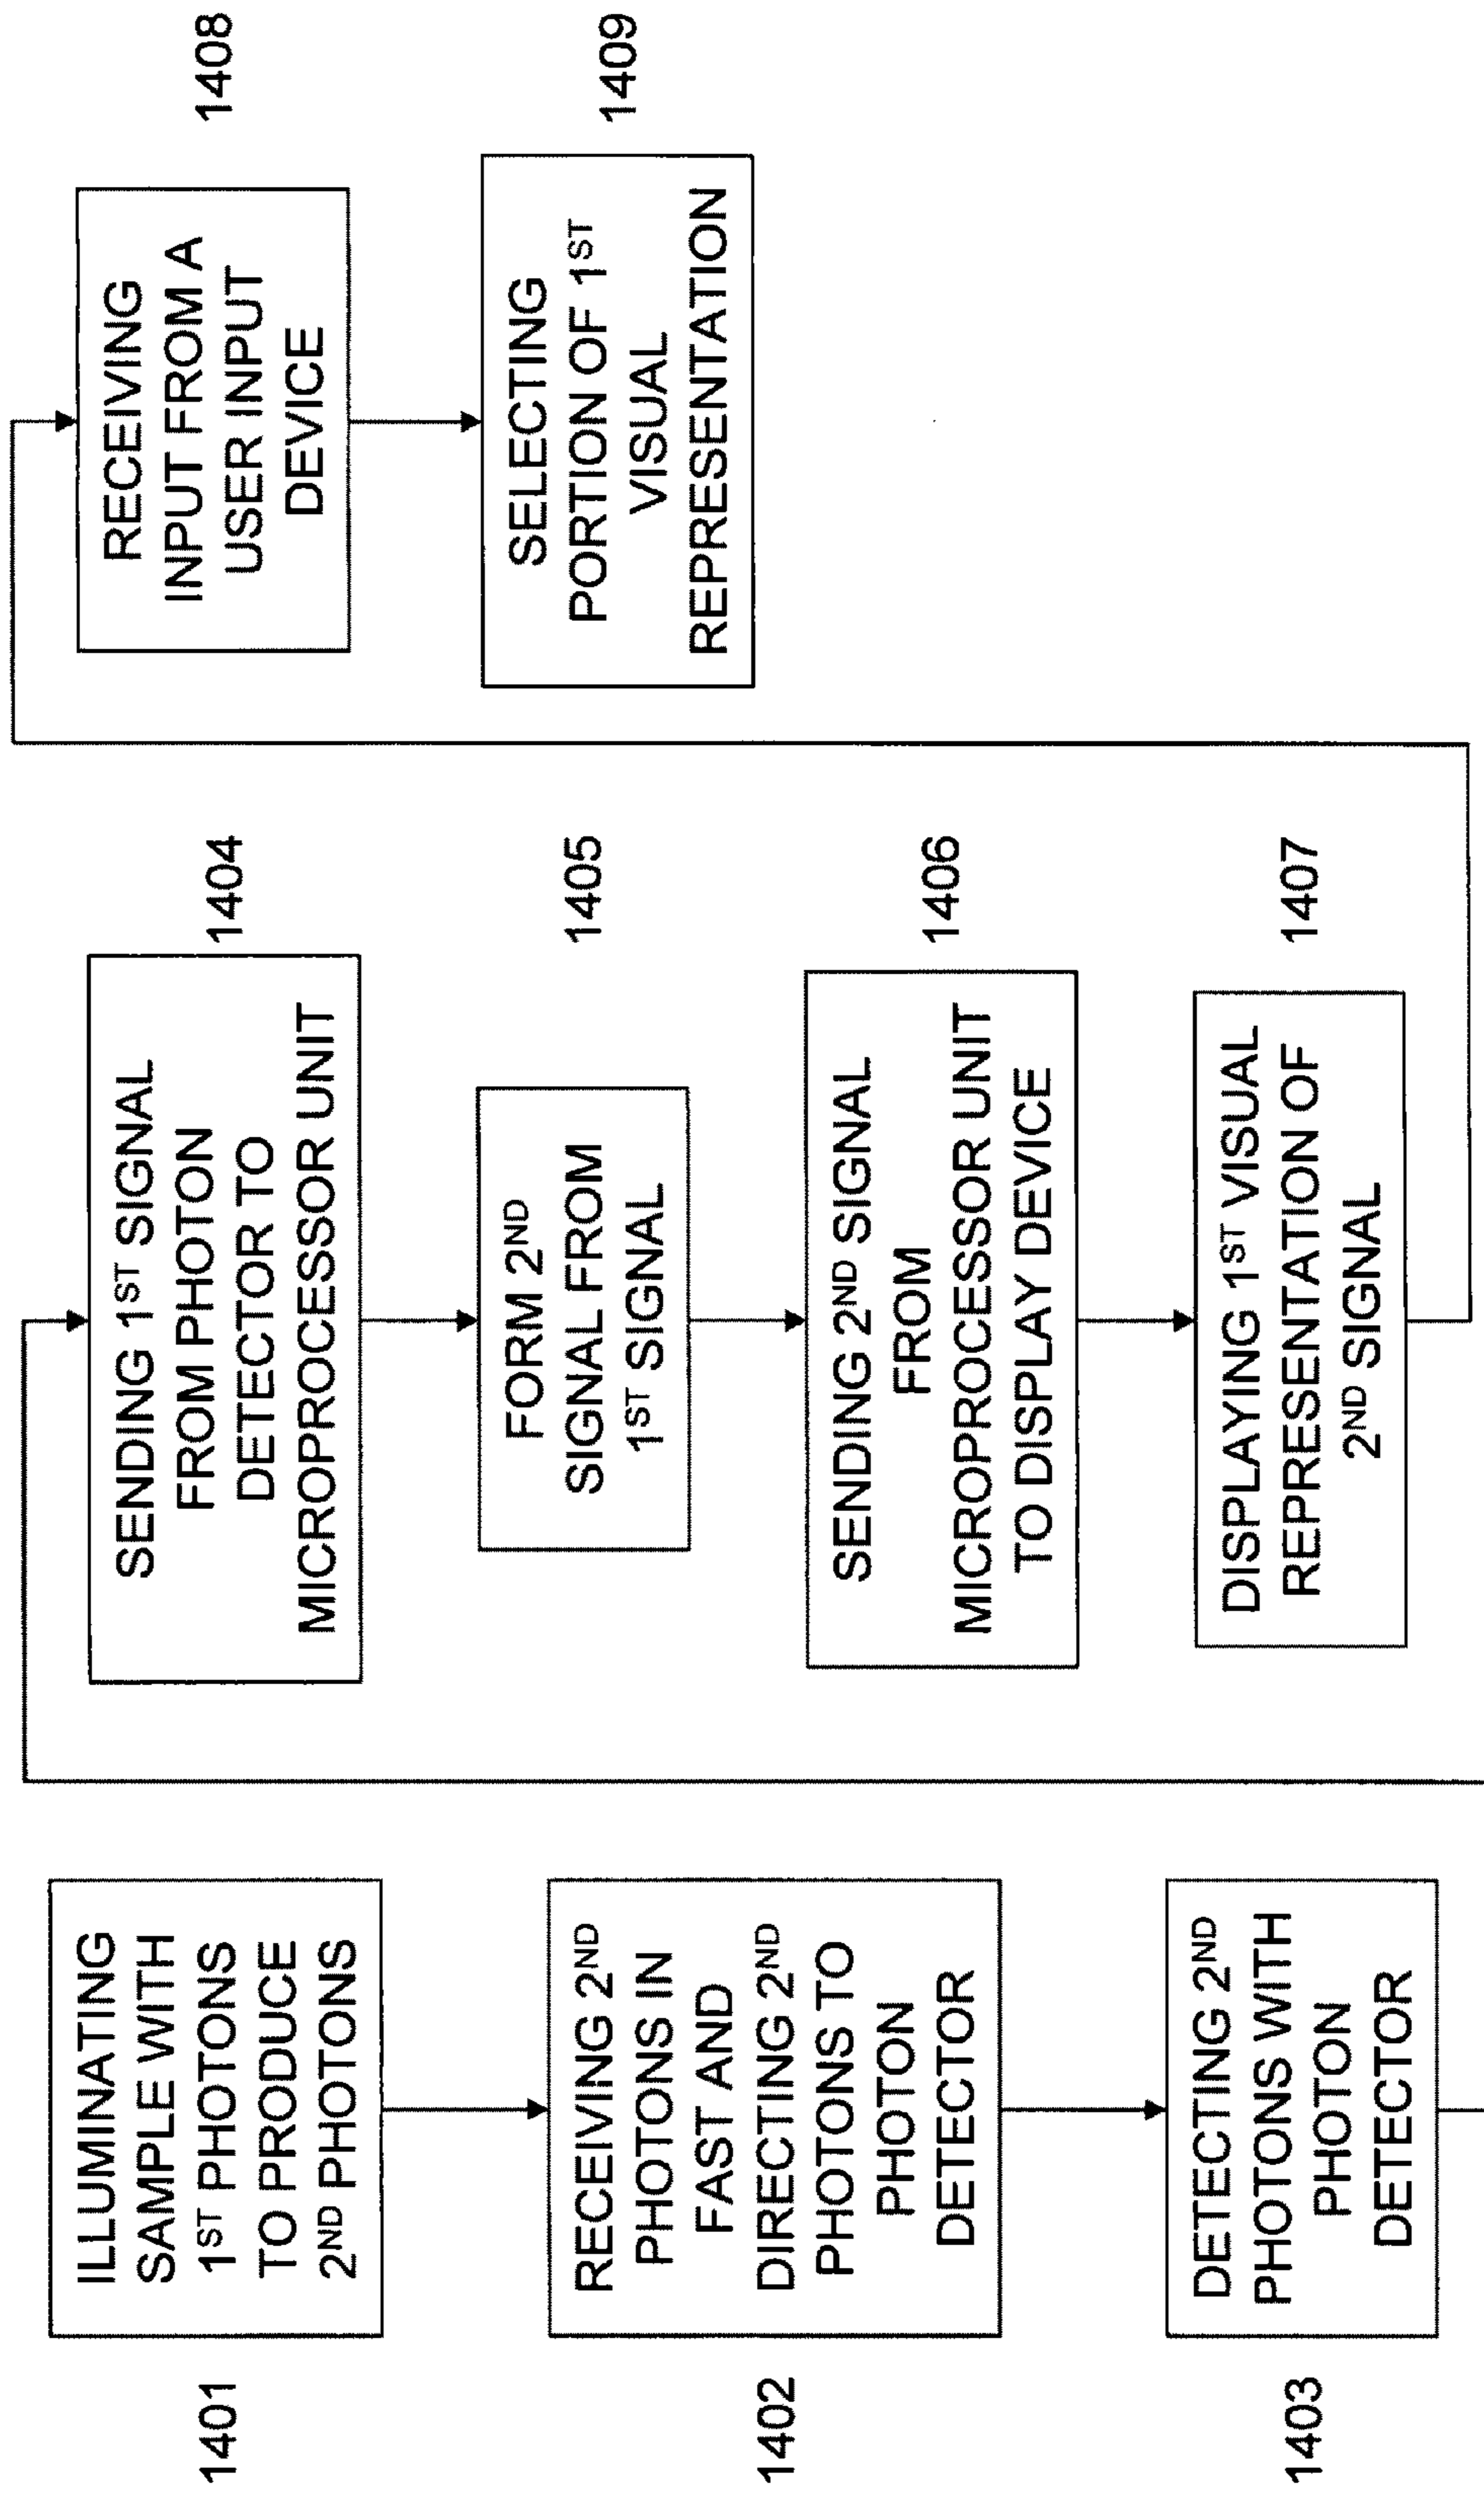 1401
ILLUMINATING
SAMPLE WITH
1ST PHOTONS
TO PRODUCE
2ND PHOTONS
1402
RECEIVING 2ND
PHOTONS IN
FAST AND
DIRECTING 2ND
PHOTONS TO
PHOTON
DETECTOR
1403
DETECTING 2ND
PHOTONS WITH
PHOTON
DETECTOR
1404
SENDING 1ST SIGNAL
FROM PHOTON
DETECTOR TO
MICROPROCESSOR UNIT
1405
FORM 2ND
SIGNAL FROM
1ST SIGNAL
1406
SENDING 2ND SIGNAL
FROM
MICROPROCESSOR UNIT
TO DISPLAY DEVICE
1407
DISPLAYING 1ST VISUAL
REPRESENTATION OF
2ND SIGNAL
1408
RECEIVING
INPUT FROM A
USER INPUT
DEVICE
1409
SELECTING
PORTION OF 1ST
VISUAL
REPRESENTATION